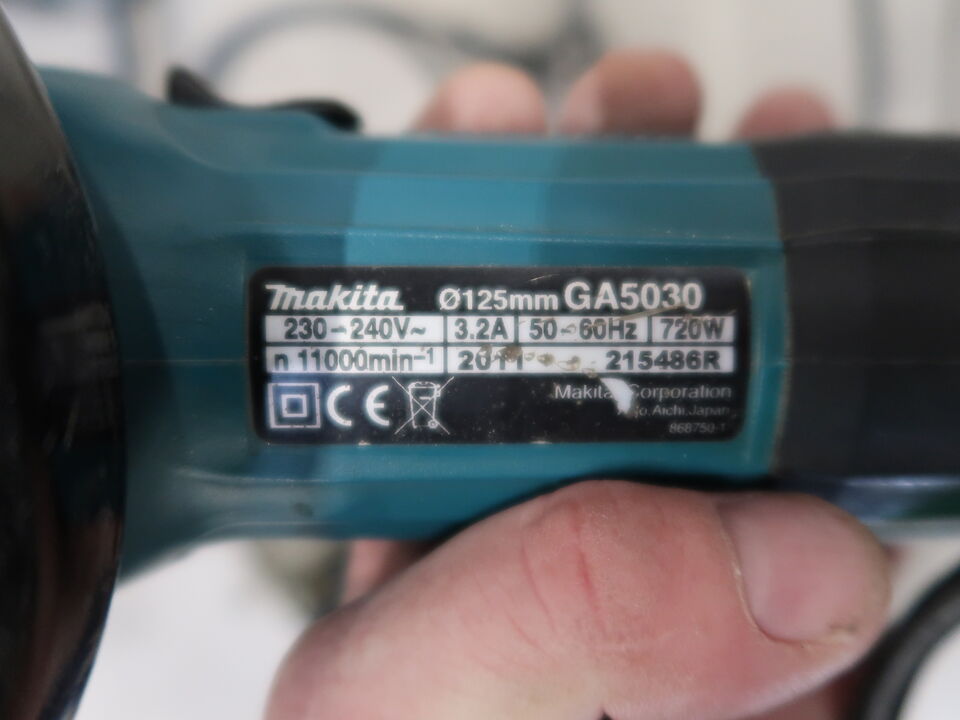 makita Ø125mm GA5030
230-240V~ 3.2A 50-60Hz 720W
n 11000min⁻¹ 2011 215486R
CE
Makita Corporation
Aichi, Japan
868750-1